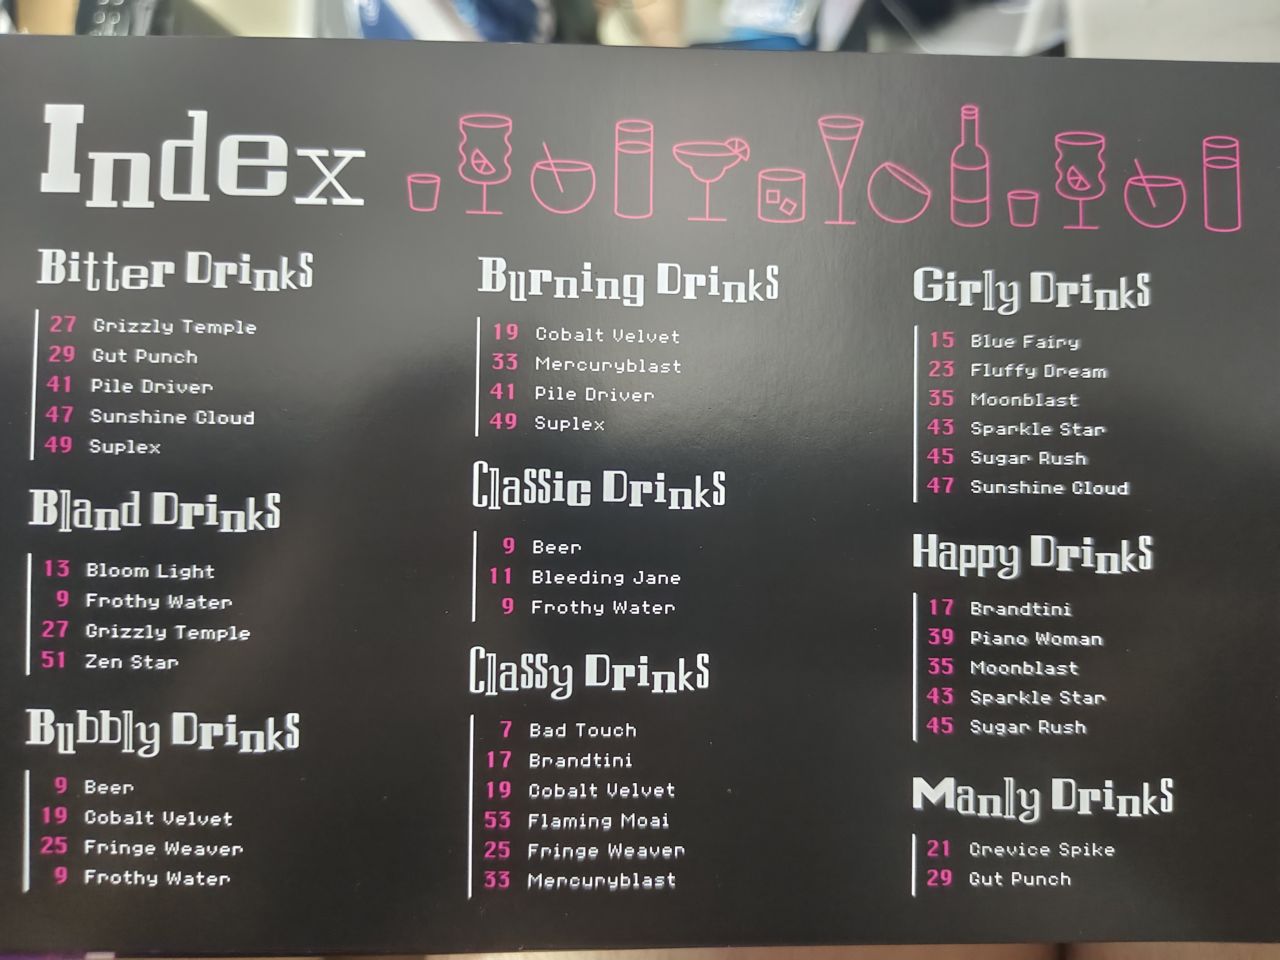 Index
Bitter Drinks
27 Grizzly Temple
29 Gut Punch
41 Pile Driver
47 Sunshine Cloud
49 Suplex
Bland Drinks
13 Bloom Light
9 Frothy Water
27 Grizzly Temple
51 Zen Star
Bubbly Drinks
9 Beer
19 Cobalt Velvet
25 Fringe Weaver
9 Frothy Water
Burning Drinks
19 Cobalt Velvet
33 Mercuryblast
41 Pile Driver
49 Suplex
Classic Drinks
9 Beer
11 Bleeding Jane
9 Frothy Water
Classy Drinks
7 Bad Touch
17 Brandtini
19 Cobalt Velvet
53 Flaming Moai
25 Fringe Weaver
33 Mercuryblast
Girly Drinks
15 Blue Fairy
23 Fluffy Dream
35 Moonblast
43 Sparkle Star
45 Sugar Rush
47 Sunshine Cloud
Happy Drinks
17 Brandtini
39 Piano Woman
35 Moonblast
43 Sparkle Star
45 Sugar Rush
Manly Drinks
21 Crevice Spike
29 Gut Punch